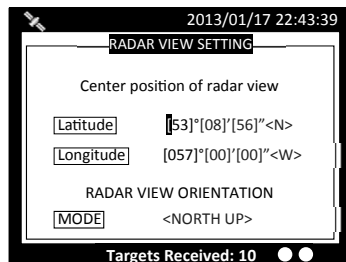 2013/01/17 22:43:39
RADAR VIEW SETTING
Center position of radar view
Latitude [53]°[08]’[56]”<N>
Longitude [057]°[00]’[00]”<W>
RADAR VIEW ORIENTATION
MODE <NORTH UP>
Targets Received: 10